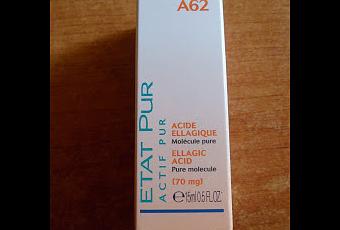 A62
ETAT PUR
ACTIF PUR
ACIDE
ELLAGIQUE
Molécule pure
ELLAGIC
ACID
Pure molecule
(70 mg)
℮15ml 0.5 FL.OZ.